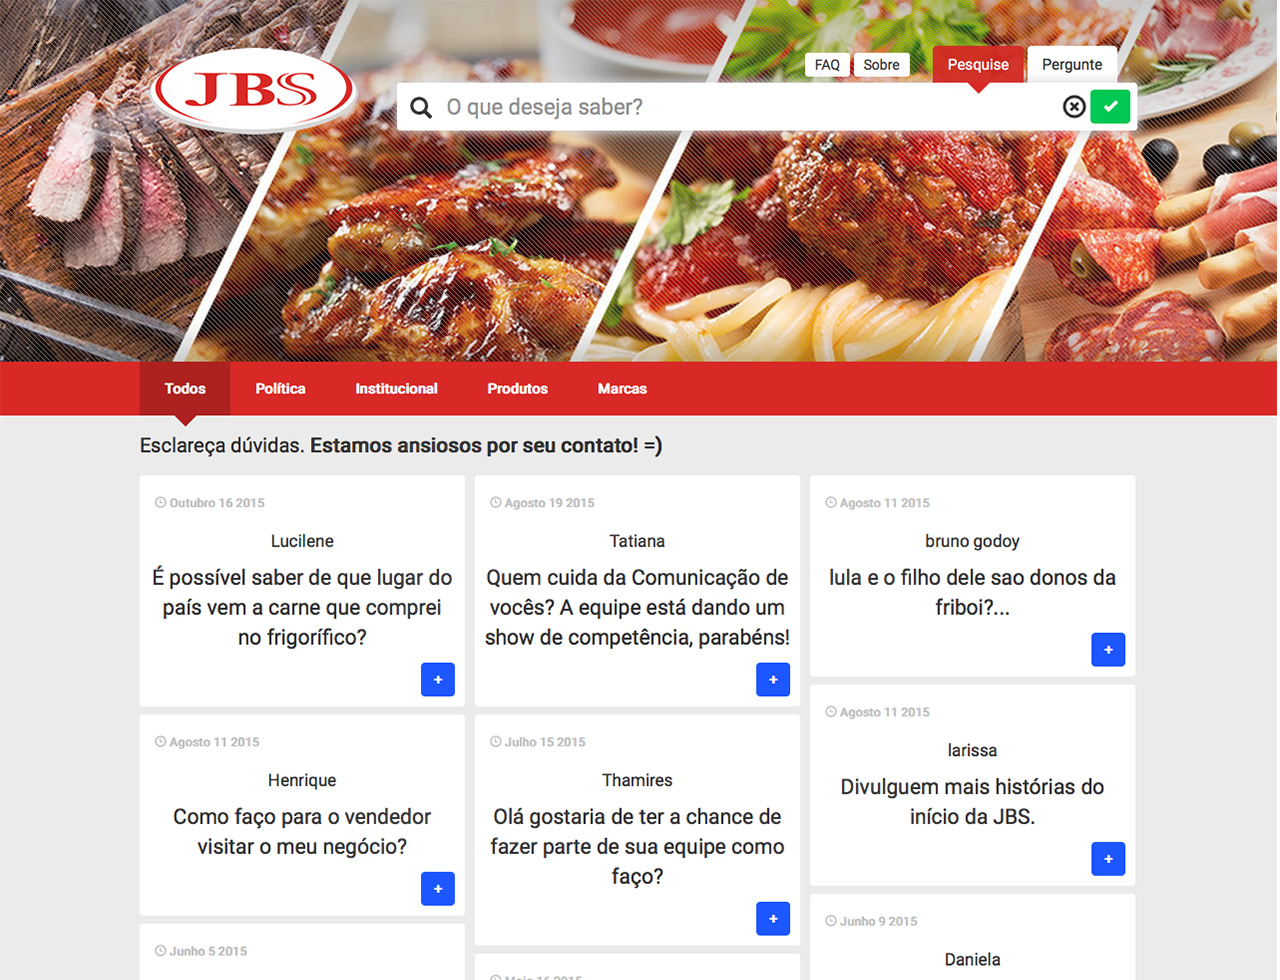 JBS
FAQ
Sobre
Pesquise
Pergunte
O que deseja saber?
Todos
Política
Institucional
Produtos
Marcas
Esclareça dúvidas. Estamos ansiosos por seu contato! =)
Outubro 16 2015
Lucilene
É possível saber de que lugar do
país vem a carne que comprei
no frigorífico?
+
Agosto 19 2015
Tatiana
Quem cuida da Comunicação de
vocês? A equipe está dando um
show de competência, parabéns!
+
Agosto 11 2015
bruno godoy
lula e o filho dele sao donos da
friboi?...
+
Agosto 11 2015
Henrique
Como faço para o vendedor
visitar o meu negócio?
+
Julho 15 2015
Thamires
Olá gostaria de ter a chance de
fazer parte de sua equipe como
faço?
+
Agosto 11 2015
larissa
Divulguem mais histórias do
início da JBS.
+
Junho 5 2015
Maio 16 2015
Junho 9 2015
Daniela